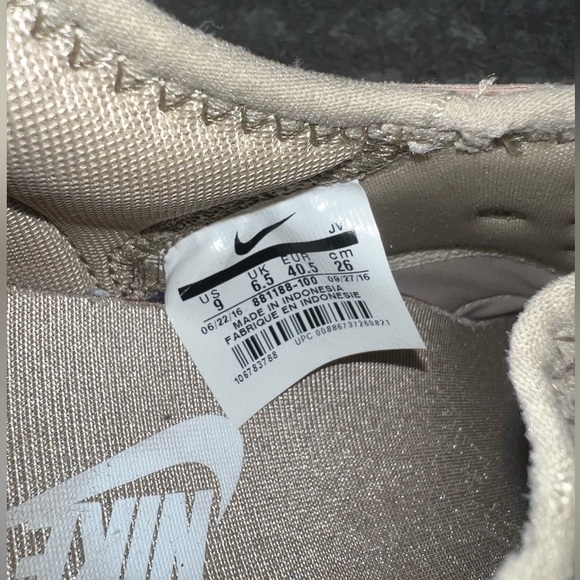 JV
US UK EUR cm
9 6.5 40.5 26
06/22/16 881188-100 09/27/16
MADE IN INDONESIA
FABRIQUE EN INDONESIE
106783788 UPC 00886737260821
NIKE